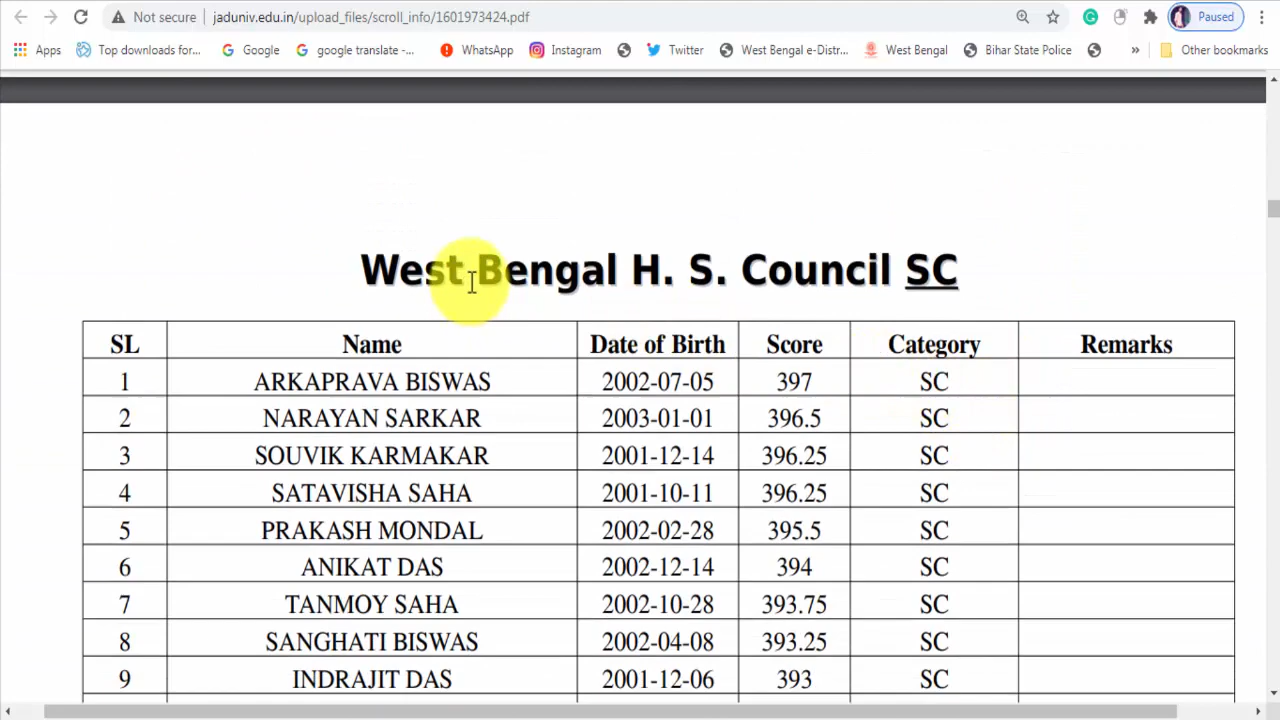 Not secure jaduniv.edu.in/upload_files/scroll_info/1601973424.pdf Paused
Apps Top downloads for... Google google translate -... WhatsApp Instagram Twitter West Bengal e-Distr... West Bengal Bihar State Police » Other bookmarks
West Bengal H. S. Council SC
SL Name Date of Birth Score Category Remarks
1 ARKAPRAVA BISWAS 2002-07-05 397 SC
2 NARAYAN SARKAR 2003-01-01 396.5 SC
3 SOUVIK KARMAKAR 2001-12-14 396.25 SC
4 SATAVISHA SAHA 2001-10-11 396.25 SC
5 PRAKASH MONDAL 2002-02-28 395.5 SC
6 ANIKAT DAS 2002-12-14 394 SC
7 TANMOY SAHA 2002-10-28 393.75 SC
8 SANGHATI BISWAS 2002-04-08 393.25 SC
9 INDRAJIT DAS 2001-12-06 393 SC